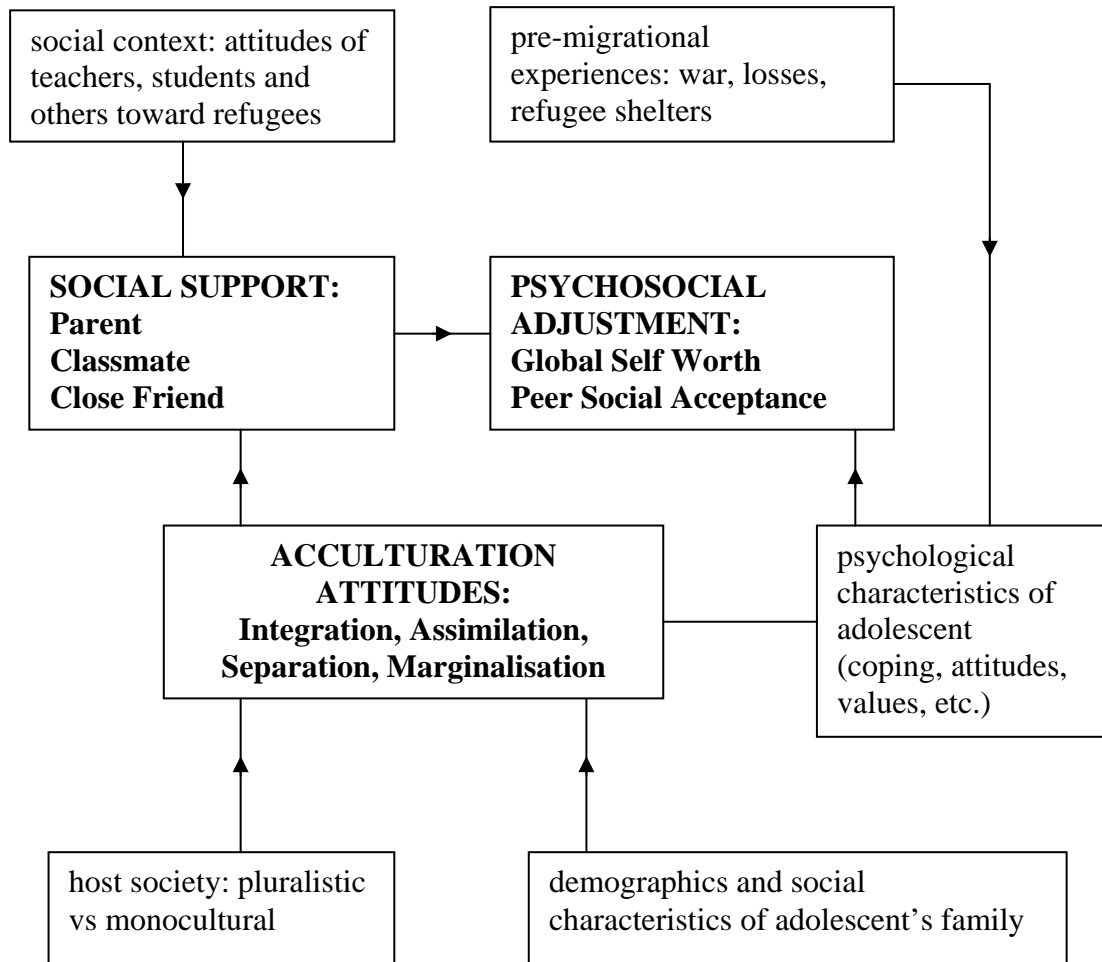 social context: attitudes of
teachers, students and
others toward refugees
pre-migrational
experiences: war, losses,
refugee shelters
SOCIAL SUPPORT:
Parent
Classmate
Close Friend
PSYCHOSOCIAL
ADJUSTMENT:
Global Self Worth
Peer Social Acceptance
ACCULTURATION
ATTITUDES:
Integration, Assimilation,
Separation, Marginalisation
psychological
characteristics of
adolescent
(coping, attitudes,
values, etc.)
host society: pluralistic
vs monocultural
demographics and social
characteristics of adolescent’s family